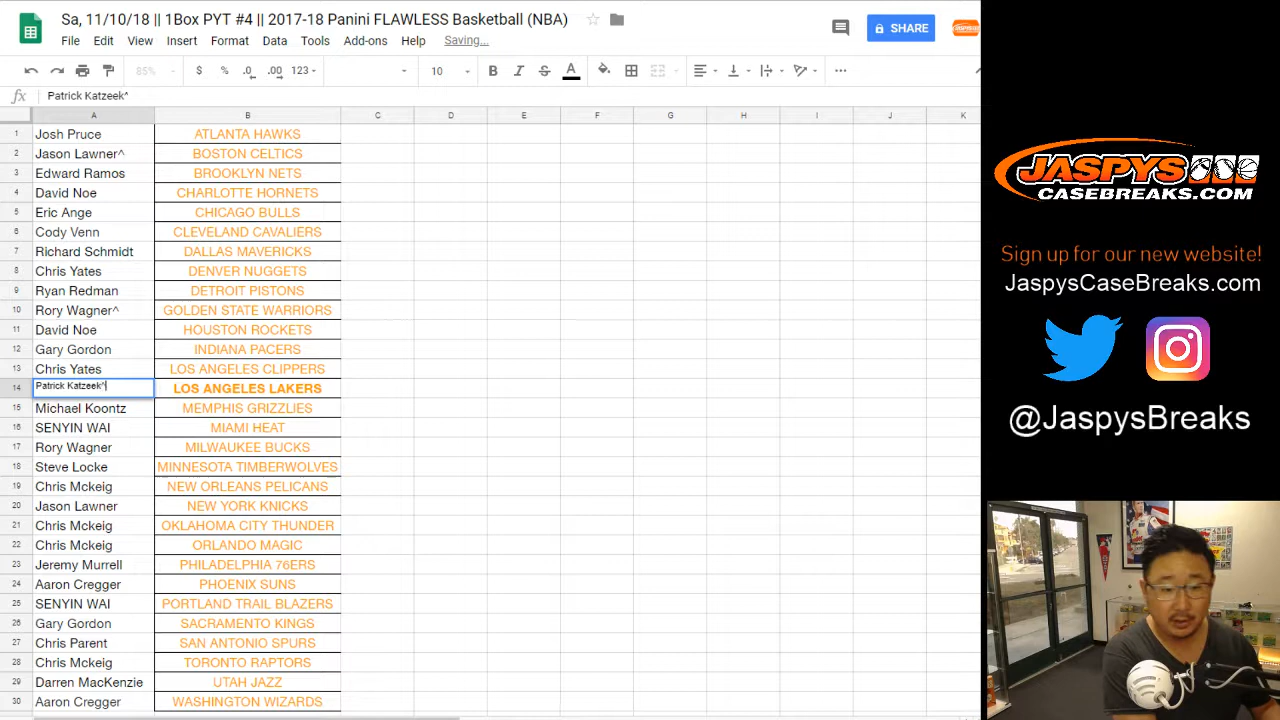 Sa, 11/10/18 || 1Box PYT #4 || 2017-18 Panini FLAWLESS Basketball (NBA)
File Edit View Insert Format Data Tools Add-ons Help Saving...
SHARE
85% $ % .0 .00 123 10 B I S A
fx Patrick Katzeek^
A B C D E F G H I J K
1 Josh Pruce ATLANTA HAWKS
2 Jason Lawner^ BOSTON CELTICS
3 Edward Ramos BROOKLYN NETS
4 David Noe CHARLOTTE HORNETS
5 Eric Ange CHICAGO BULLS
6 Cody Venn CLEVELAND CAVALIERS
7 Richard Schmidt DALLAS MAVERICKS
8 Chris Yates DENVER NUGGETS
9 Ryan Redman DETROIT PISTONS
10 Rory Wagner^ GOLDEN STATE WARRIORS
11 David Noe HOUSTON ROCKETS
12 Gary Gordon INDIANA PACERS
13 Chris Yates LOS ANGELES CLIPPERS
14 Patrick Katzeek^ LOS ANGELES LAKERS
15 Michael Koontz MEMPHIS GRIZZLIES
16 SENYIN WAI MIAMI HEAT
17 Rory Wagner MILWAUKEE BUCKS
18 Steve Locke MINNESOTA TIMBERWOLVES
19 Chris Mckeig NEW ORLEANS PELICANS
20 Jason Lawner NEW YORK KNICKS
21 Chris Mckeig OKLAHOMA CITY THUNDER
22 Chris Mckeig ORLANDO MAGIC
23 Jeremy Murrell PHILADELPHIA 76ERS
24 Aaron Cregger PHOENIX SUNS
25 SENYIN WAI PORTLAND TRAIL BLAZERS
26 Gary Gordon SACRAMENTO KINGS
27 Chris Parent SAN ANTONIO SPURS
28 Chris Mckeig TORONTO RAPTORS
29 Darren MacKenzie UTAH JAZZ
30 Aaron Cregger WASHINGTON WIZARDS
JASPYS
CASEBREAKS.COM
Sign up for our new website!
JaspysCaseBreaks.com
@JaspysBreaks